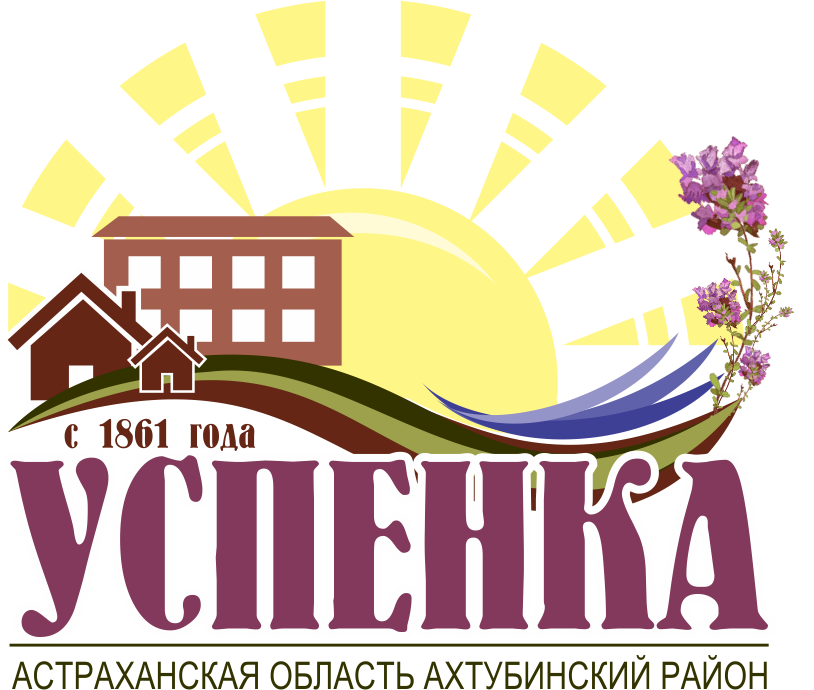 с 1861 года
УСПЕНКА
АСТРАХАНСКАЯ ОБЛАСТЬ АХТУБИНСКИЙ РАЙОН